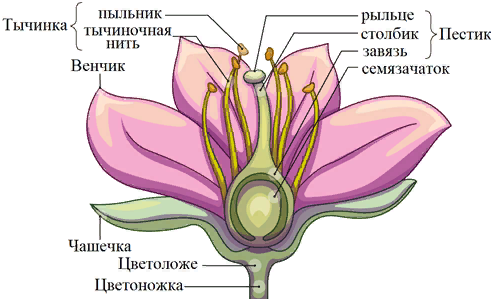 Тычинка
пыльник
тычиночная
нить
Венчик
рыльце
столбик
завязь
семязачаток
Пестик
Чашечка
Цветоложе
Цветоножка